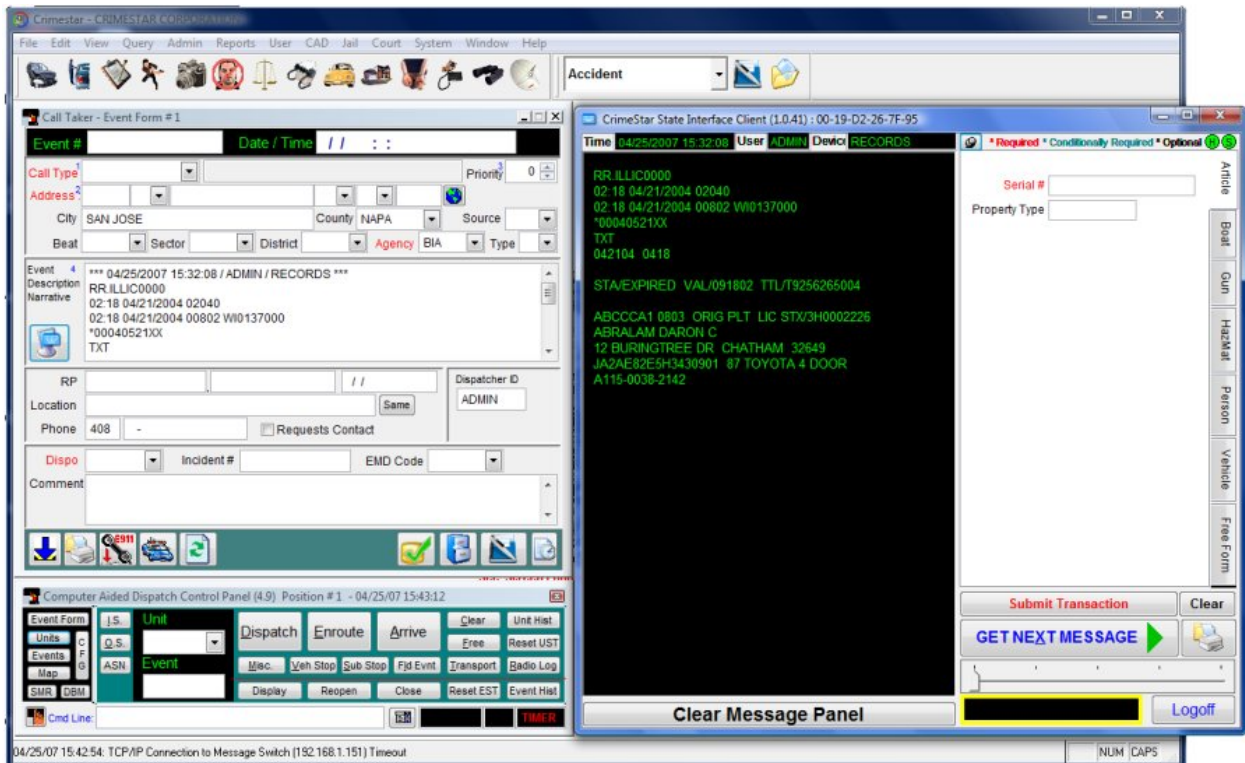 Crimestar - CRIMESTAR CORPORATION
File Edit View Query Admin Reports User CAD Jail Court System Window Help
Accident
Call Taker - Event Form # 1
Event # Date / Time / / : :
Call Type 1 Priority 3 0
Address 2
City SAN JOSE County NAPA Source
Beat Sector District Agency BIA Type
Event 4
Description
Narrative
*** 04/25/2007 15:32:08 / ADMIN / RECORDS ***
RR.ILLIC0000
02:18 04/21/2004 02040
02:18 04/21/2004 00802 WI0137000
*00040521XX
TXT
RP / / Dispatcher ID
Location Same ADMIN
Phone 408 - Requests Contact
Dispo Incident # EMD Code
Comment
E911
Computer Aided Dispatch Control Panel (4.9) Position # 1 - 04/25/07 15:43:12
Event Form I.S. Unit Dispatch Enroute Arrive Clear Unit Hist
Units CFG O.S. Free Reset UST
Events ASN Event Misc. Veh Stop Sub Stop Fjd Evnt Transport Radio Log
Map
SMR DBM Display Reopen Close Reset EST Event Hist
Cmd Line: TIMER
04/25/07 15:42:54: TCP/IP Connection to Message Switch (192.168.1.151) Timeout
NUM CAPS
CrimeStar State Interface Client (1.0.41) : 00-19-D2-26-7F-95
Time 04/25/2007 15:32:08 User ADMIN Device RECORDS
RR.ILLIC0000
02:18 04/21/2004 02040
02:18 04/21/2004 00802 WI0137000
*00040521XX
TXT
042104 0418
STA/EXPIRED VAL/091802 TTL/T9256265004
ABCCCA1 0803 ORIG PLT LIC STX/3H0002226
ABRALAM DARON C
12 BURINGTREE DR CHATHAM 32649
JA2AE82E5H3430901 87 TOYOTA 4 DOOR
A115-0038-2142
Clear Message Panel
* Required * Conditionally Required * Optional H S
Serial #
Property Type
Article
Boat
Gun
HazMat
Person
Vehicle
Free Form
Submit Transaction Clear
GET NEXT MESSAGE
Logoff